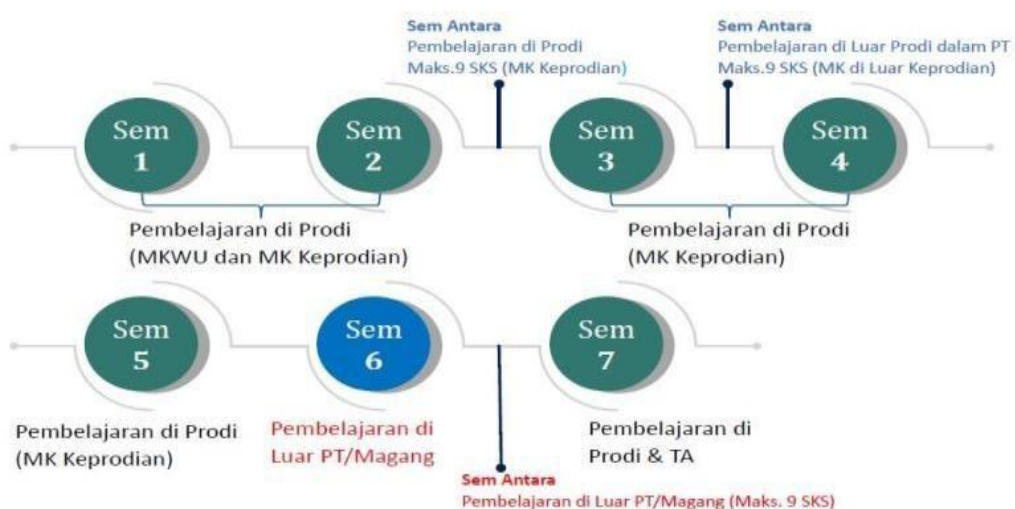 Sem Antara
Pembelajaran di Prodi
Maks.9 SKS (MK Keprodian)
Sem Antara
Pembelajaran di Luar Prodi dalam PT
Maks.9 SKS (MK di Luar Keprodian)
Sem
1
Sem
2
Sem
3
Sem
4
Pembelajaran di Prodi
(MKWU dan MK Keprodian)
Pembelajaran di Prodi
(MK Keprodian)
Sem
5
Sem
6
Sem
7
Pembelajaran di Prodi
(MK Keprodian)
Pembelajaran di
Luar PT/Magang
Pembelajaran di
Prodi & TA
Sem Antara
Pembelajaran di Luar PT/Magang (Maks. 9 SKS)